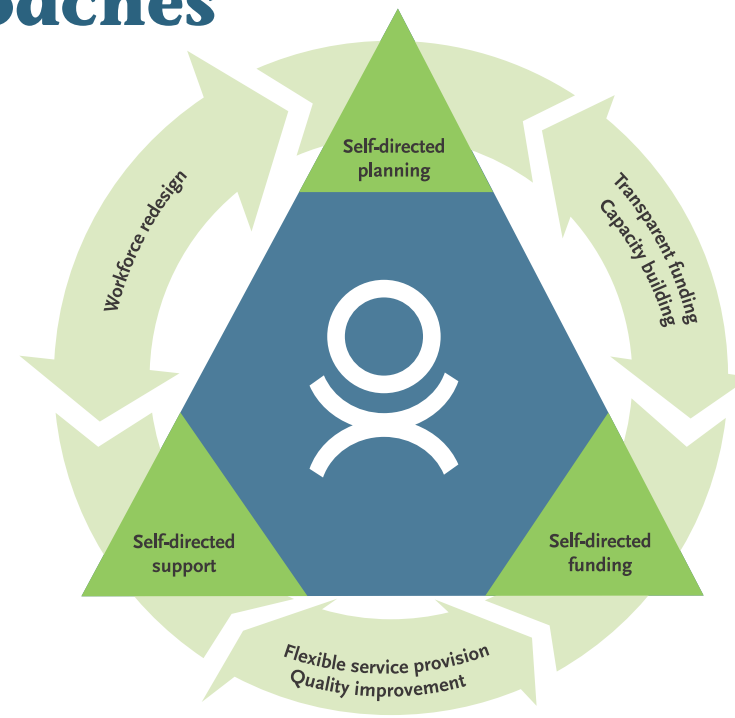 Self-directed
planning
Workforce redesign
Transparent funding
Capacity building
Self-directed
support
Self-directed
funding
Flexible service provision
Quality improvement